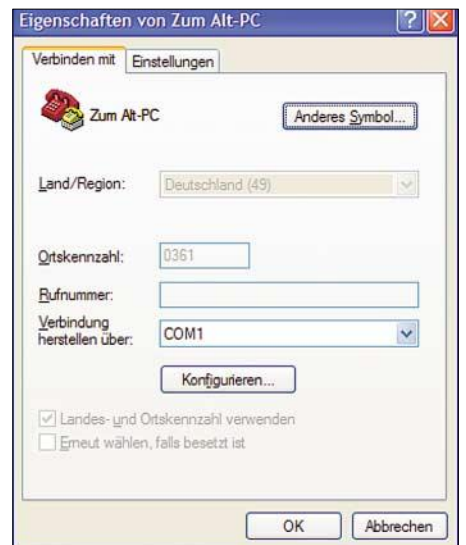 Eigenschaften von Zum Alt-PC
Verbinden mit Einstellungen
Zum Alt-PC
Anderes Symbol...
Land/Region: Deutschland (49)
Ortskennzahl: 0361
Rufnummer:
Verbindung
herstellen über: COM1
Konfigurieren...
Landes- und Ortskennzahl verwenden
Erneut wählen, falls besetzt ist
OK Abbrechen